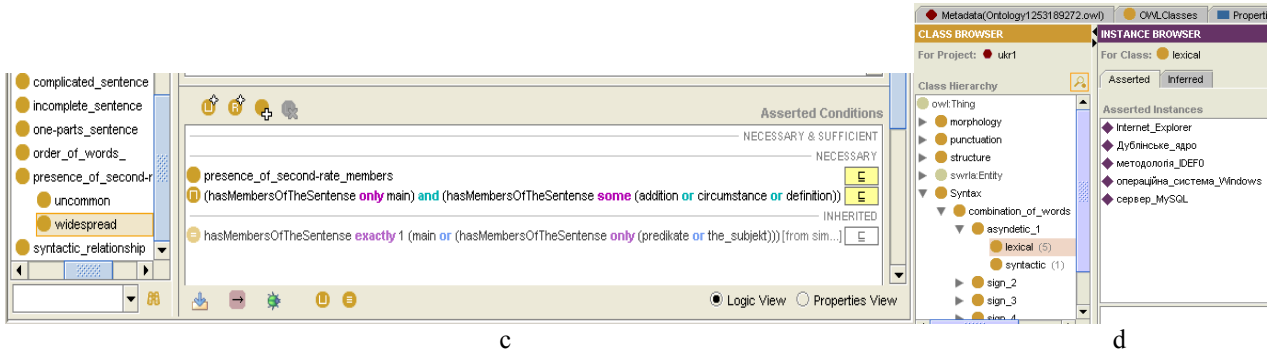 complicated_sentence
incomplete_sentence
one-parts_sentence
order_of_words_
presence_of_second-r
uncommon
widespread
syntactic_relationship
Asserted Conditions
NECESSARY & SUFFICIENT
NECESSARY
presence_of_second-rate_members
(hasMembersOfTheSentense only main) and (hasMembersOfTheSentense some (addition or circumstance or definition))
INHERITED
hasMembersOfTheSentense exactly 1 (main or (hasMembersOfTheSentense only (predikate or the_subjekt))) [from sim...]
Logic View Properties View
c
Metadata(Ontology1253189272.owl) OWLClasses Properti
CLASS BROWSER
For Project: ukr1
Class Hierarchy
owl:Thing
morphology
punctuation
structure
swrla:Entity
Syntax
combination_of_words
asyndetic_1
lexical (5)
syntactic (1)
sign_2
sign_3
sign_4
INSTANCE BROWSER
For Class: lexical
Asserted Inferred
Asserted Instances
Internet_Explorer
Дублінське_ядро
методологія_IDEF0
операційна_система_Windows
сервер_MySQL
d